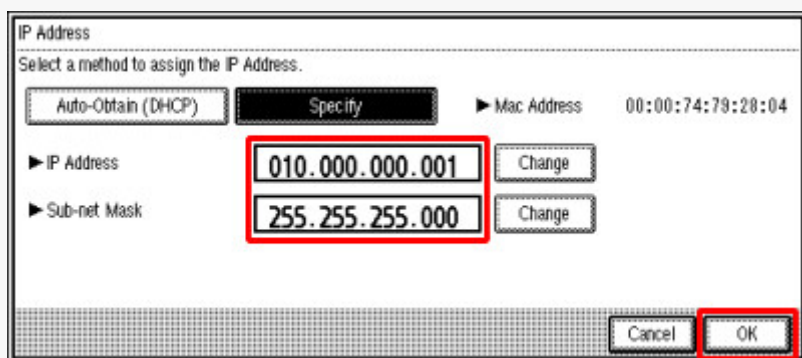 IP Address
Select a method to assign the IP Address.
Auto-Obtain (DHCP) Specify ►Mac Address 00:00:74:79:28:04
►IP Address 010.000.000.001 Change
►Sub-net Mask 255.255.255.000 Change
Cancel OK